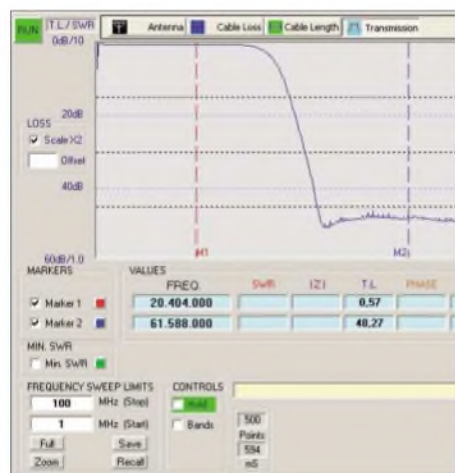 RUN T.L / SWR Antenna Cable Loss Cable Length Transmission
0dB/10
20dB
LOSS
Scale X2
Offset
40dB
60dB/1.0
M1 M2
MARKERS VALUES
FREQ. SWR |Z| T.L PHASE
Marker 1 20.404.000 0,57
Marker 2 61.588.000 48,27
MIN. SWR
Min. SWR
FREQUENCY SWEEP LIMITS CONTROLS
100 MHz (Stop) Hold
1 MHz (Start) Bands
500
Points
594
mS
Full Save
Zoom Recall